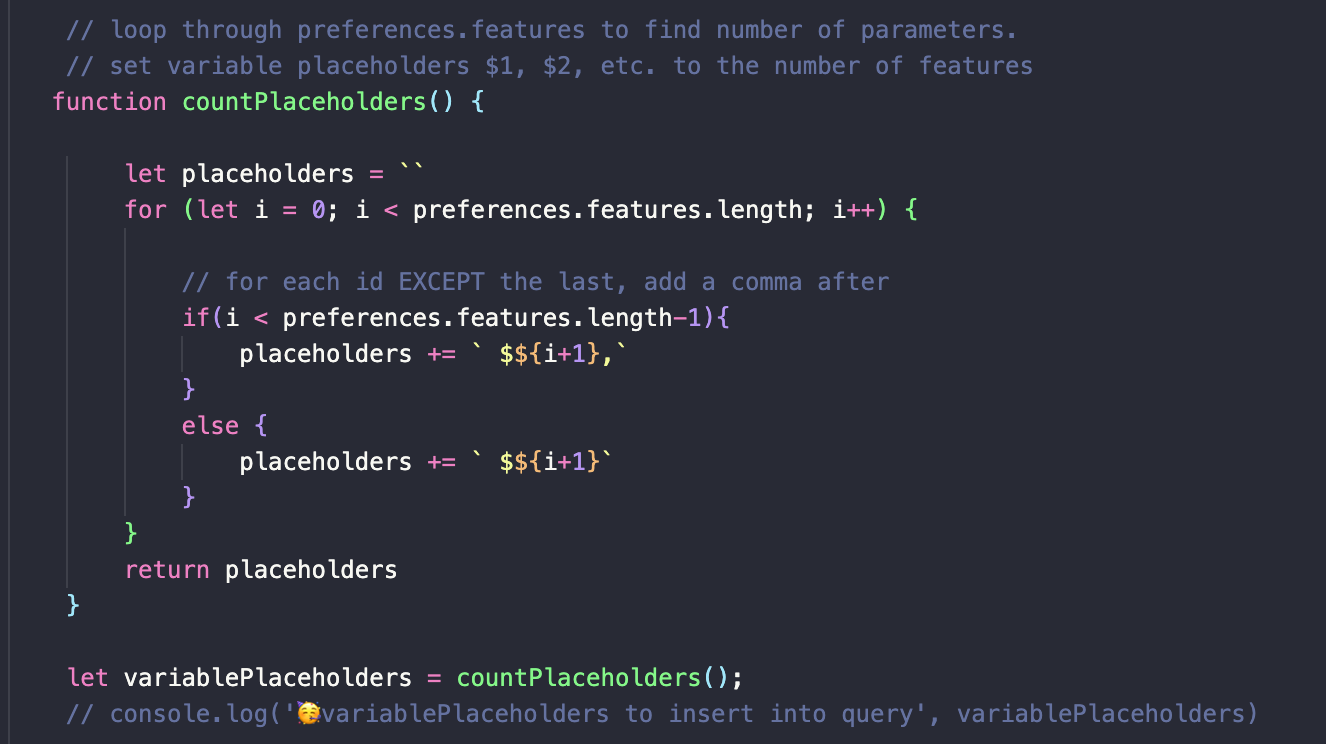 // loop through preferences.features to find number of parameters.
// set variable placeholders $1, $2, etc. to the number of features
function countPlaceholders() {
let placeholders = ``
for (let i = 0; i < preferences.features.length; i++) {
// for each id EXCEPT the last, add a comma after
if(i < preferences.features.length-1){
placeholders += ` $${i+1},`
}
else {
placeholders += ` $${i+1}`
}
}
return placeholders
}
let variablePlaceholders = countPlaceholders();
// console.log('🥳variablePlaceholders to insert into query', variablePlaceholders)